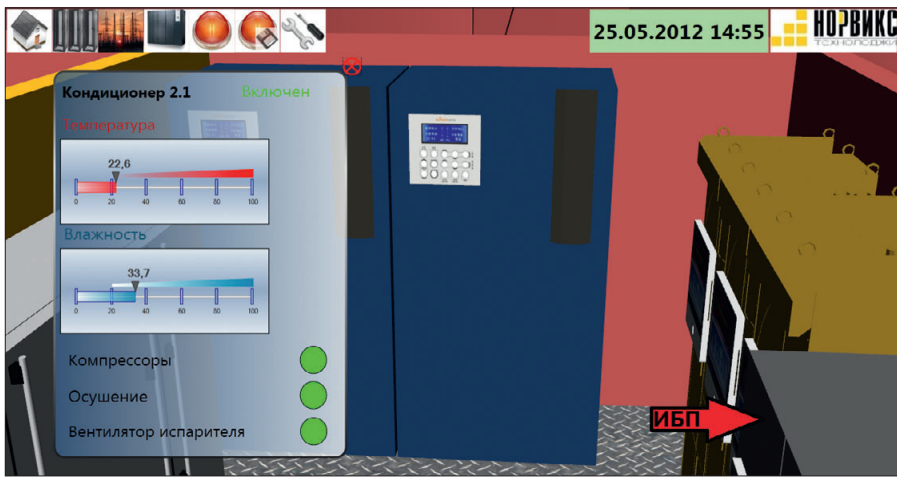 25.05.2012 14:55
НОРВИКС
ТЕХНОЛОДЖИ
Кондиционер 2.1 Включен
Температура
22,6
0 20 40 60 80 100
Влажность
33,7
0 20 40 60 80 100
Компрессоры
Осушение
Вентилятор испарителя
ИБП